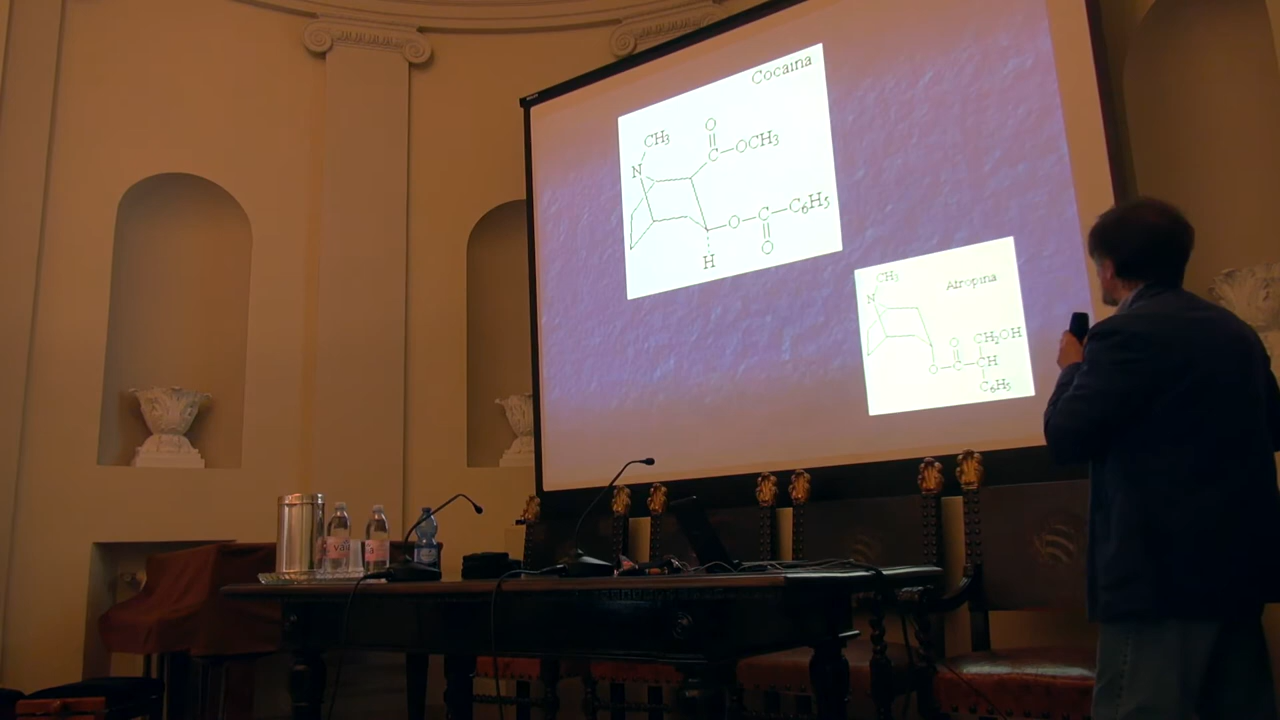 Cocaina
CH3
O
N
C-OCH3
O-C-C6H5
O
H
CH3
Atropina
N
O
CH2OH
O-C-CH
C6H5